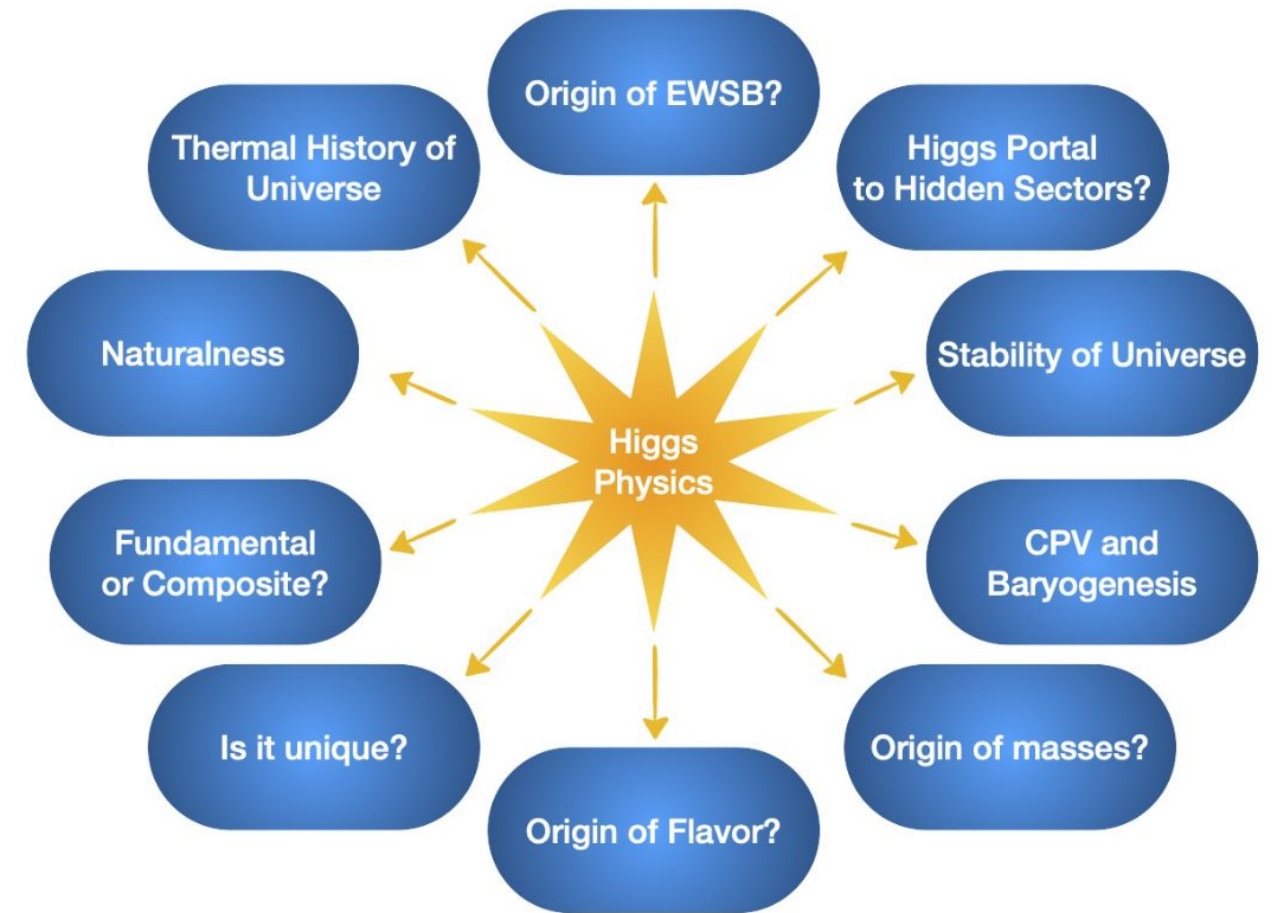 Origin of EWSB?
Thermal History of
Universe
Higgs Portal
to Hidden Sectors?
Naturalness
Stability of Universe
Higgs
Physics
Fundamental
or Composite?
CPV and
Baryogenesis
Is it unique?
Origin of masses?
Origin of Flavor?